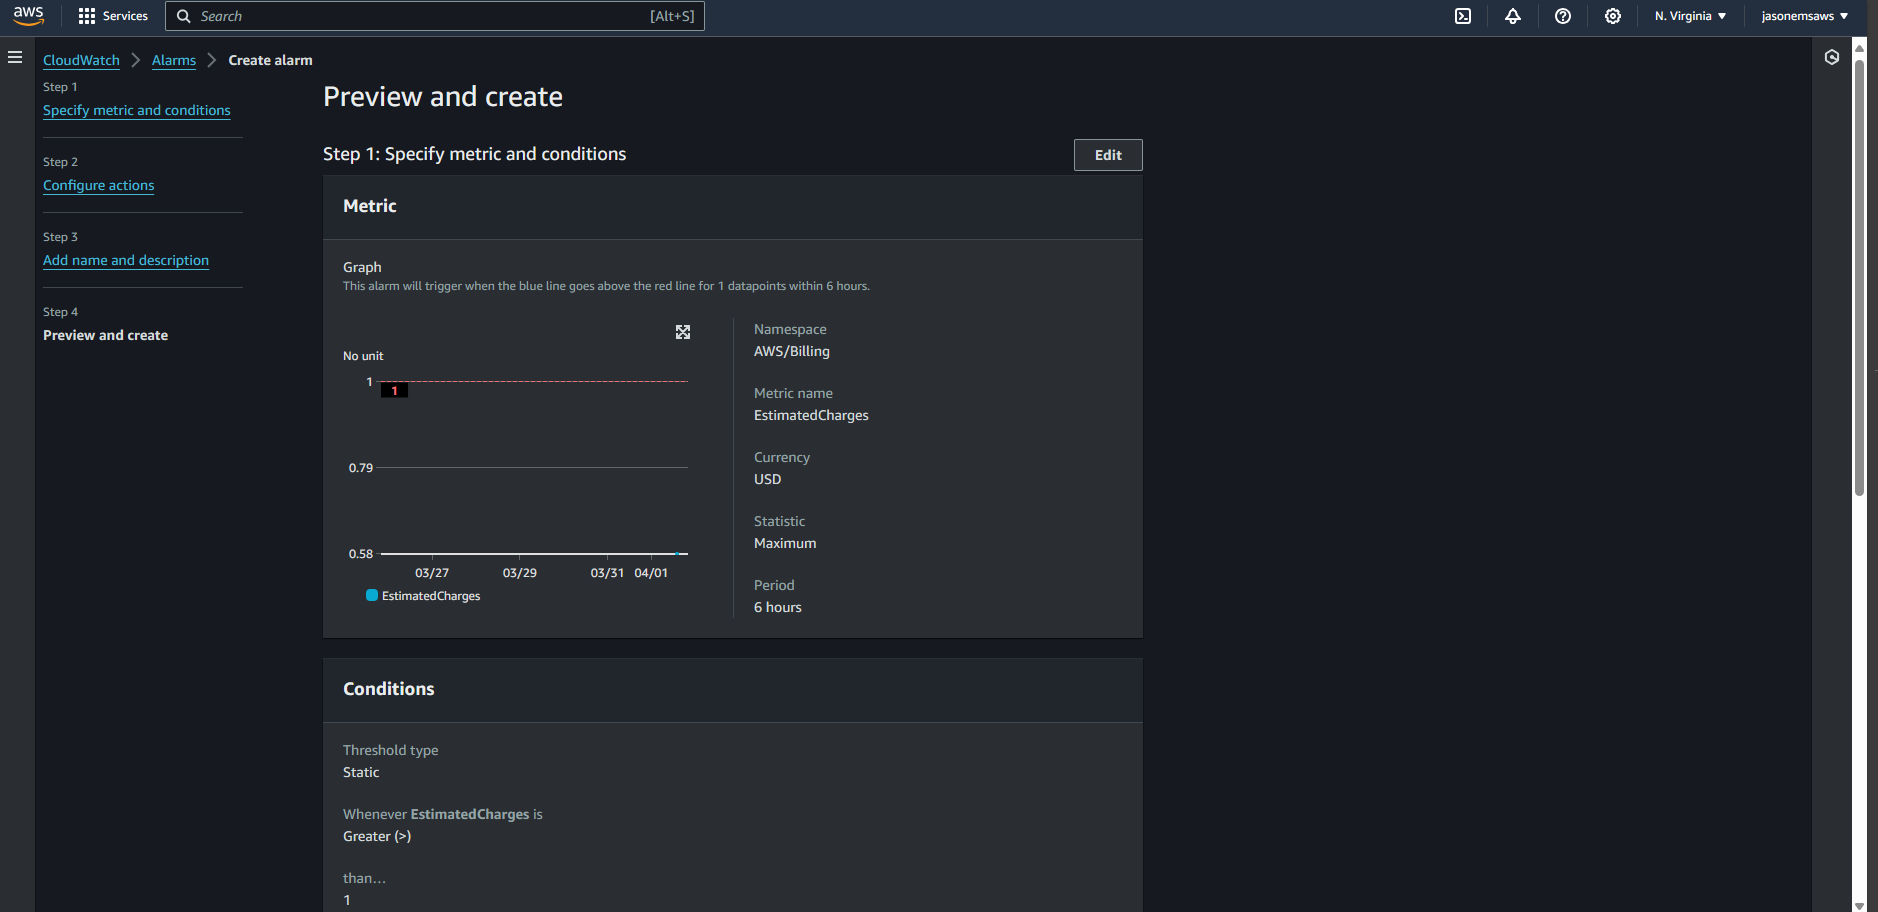 aws
Services
Search
[Alt+S]
N. Virginia
jasonemsaws
CloudWatch
Alarms
Create alarm
Step 1
Specify metric and conditions
Step 2
Configure actions
Step 3
Add name and description
Step 4
Preview and create
Preview and create
Step 1: Specify metric and conditions
Edit
Metric
Graph
This alarm will trigger when the blue line goes above the red line for 1 datapoints within 6 hours.
No unit
1
1
0.79
0.58
03/27 03/29 03/31 04/01
EstimatedCharges
Namespace
AWS/Billing
Metric name
EstimatedCharges
Currency
USD
Statistic
Maximum
Period
6 hours
Conditions
Threshold type
Static
Whenever EstimatedCharges is
Greater (>)
than...
1